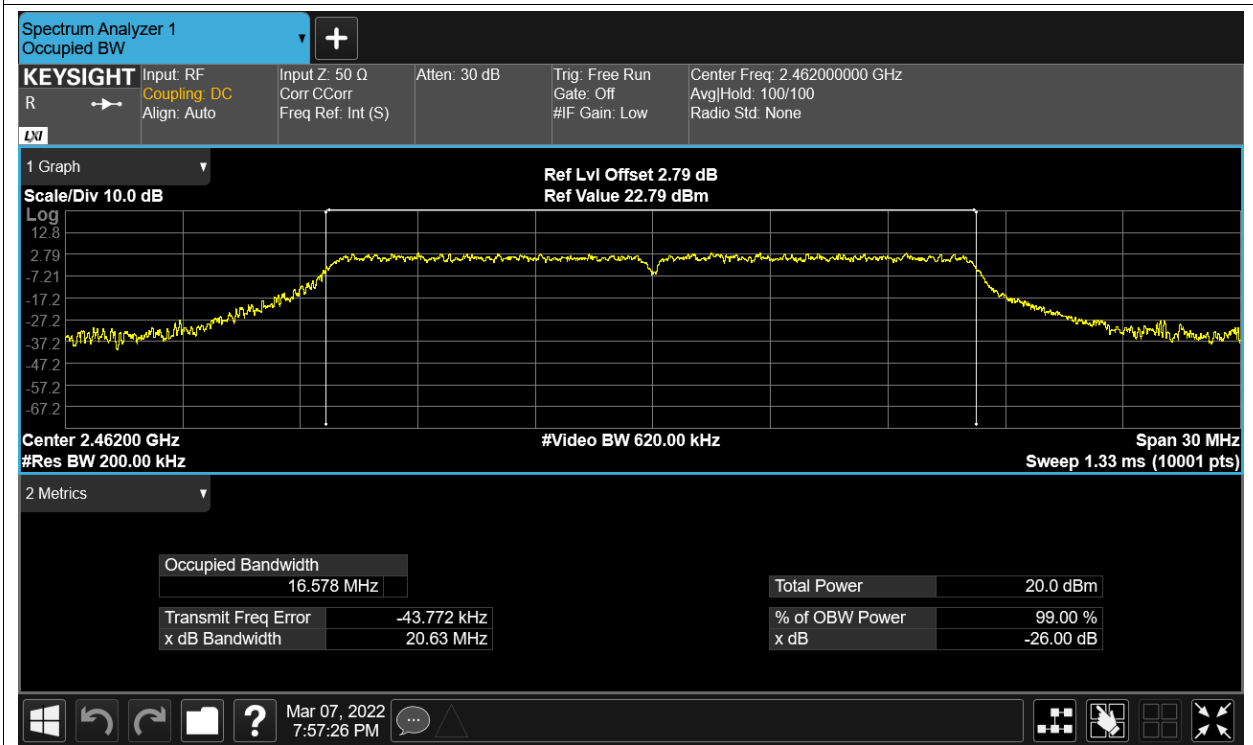 Spectrum Analyzer 1
Occupied BW
KEYSIGHT Input: RF Input Z: 50 Ω Atten: 30 dB Trig: Free Run Center Freq: 2.462000000 GHz
R Coupling: DC Corr CCorr Gate: Off Avg|Hold: 100/100
Align: Auto Freq Ref: Int (S) #IF Gain: Low Radio Std: None
LXI
1 Graph
Ref Lvl Offset 2.79 dB
Scale/Div 10.0 dB Ref Value 22.79 dBm
Log
12.8
2.79
-7.21
-17.2
-27.2
-37.2
-47.2
-57.2
-67.2
Center 2.46200 GHz #Video BW 620.00 kHz Span 30 MHz
#Res BW 200.00 kHz Sweep 1.33 ms (10001 pts)
2 Metrics
Occupied Bandwidth
16.578 MHz Total Power 20.0 dBm
Transmit Freq Error -43.772 kHz % of OBW Power 99.00 %
x dB Bandwidth 20.63 MHz x dB -26.00 dB
? Mar 07, 2022
7:57:26 PM